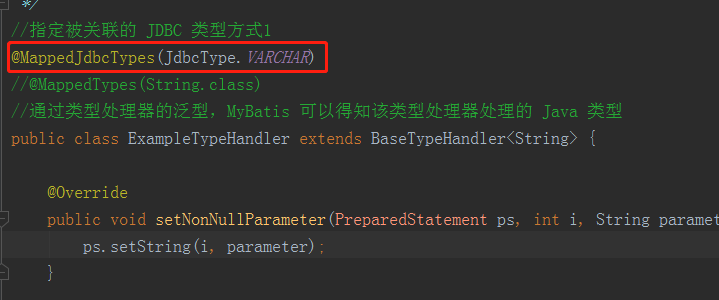 */
//指定被关联的 JDBC 类型方式1
@MappedJdbcTypes(JdbcType.VARCHAR)
//@MappedTypes(String.class)
//通过类型处理器的泛型，MyBatis 可以得知该类型处理器处理的 Java 类型
public class ExampleTypeHandler extends BaseTypeHandler<String> {
@Override
public void setNonNullParameter(PreparedStatement ps, int i, String paramet
ps.setString(i, parameter);
}